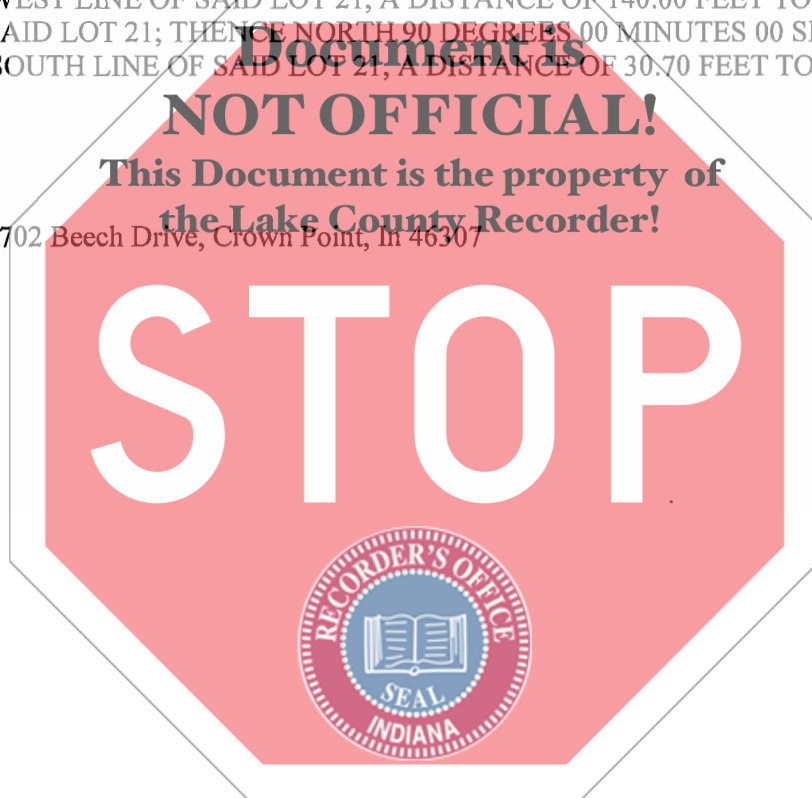 WEST LINE OF SAID LOT 21, A DISTANCE OF 140.00 FEET TO
AID LOT 21; THENCE NORTH 90 DEGREES 00 MINUTES 00
OUTH LINE OF SAID LOT 21, A DISTANCE OF 30.70 FEET TO
Document is
NOT OFFICIAL!
This Document is the property of
the Lake County Recorder!
702 Beech Drive, Crown Point, In 46307
STOP
RECORDER'S OFFICE
SEAL
INDIANA